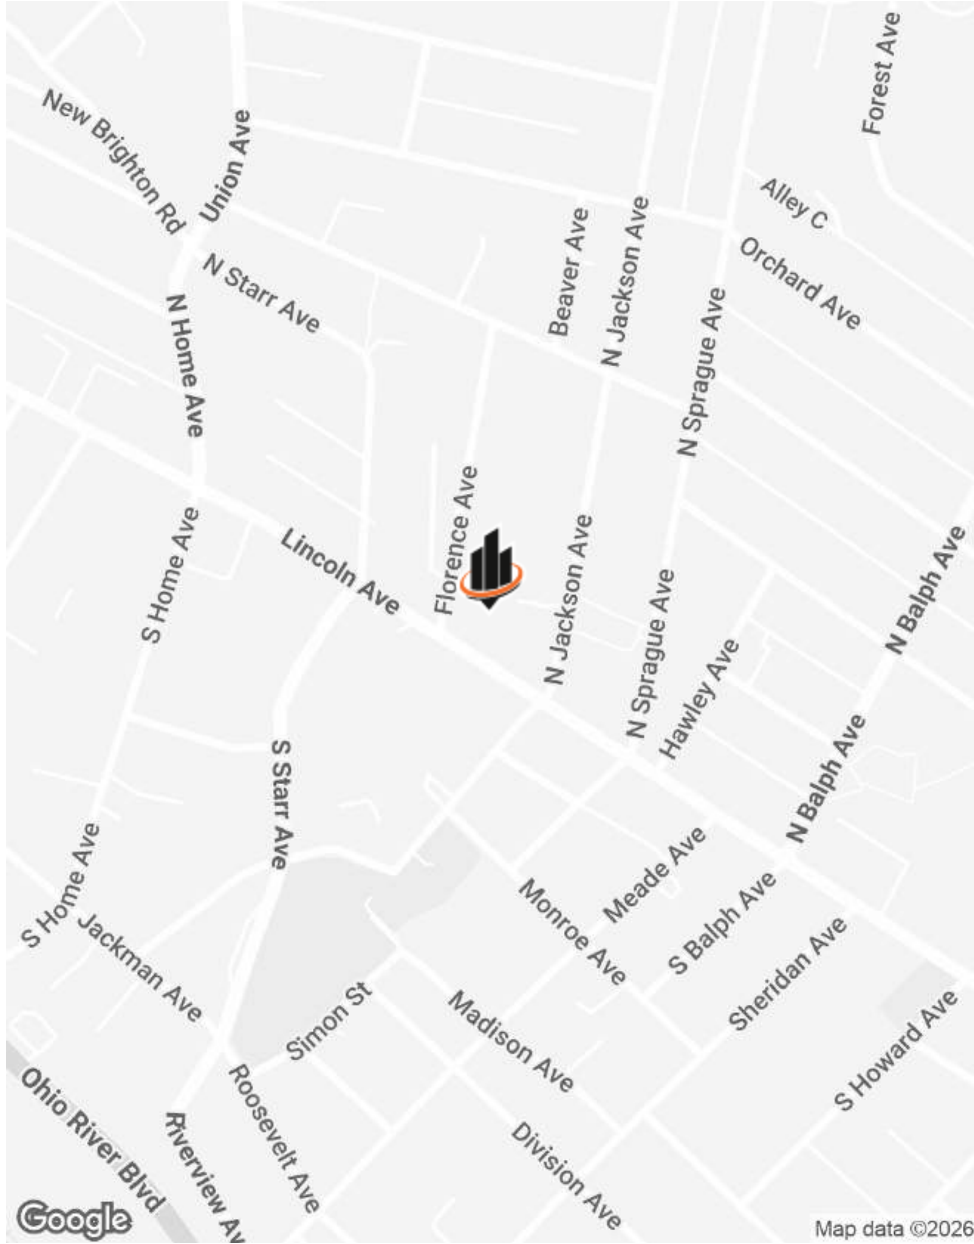 Forest Ave
New Brighton Rd
Union Ave
Alley C
N Starr Ave
Beaver Ave
N Jackson Ave
Orchard Ave
N Home Ave
N Sprague Ave
Florence Ave
S Home Ave
Lincoln Ave
N Jackson Ave
N Sprague Ave
N Balph Ave
Hawley Ave
S Starr Ave
N Balph Ave
S Home Ave
Meade Ave
Monroe Ave
S Balph Ave
Jackman Ave
Sheridan Ave
Simon St
Madison Ave
S Howard Ave
Ohio River Blvd
Roosevelt Ave
Riverview Av
Division Ave
Google
Map data ©2026